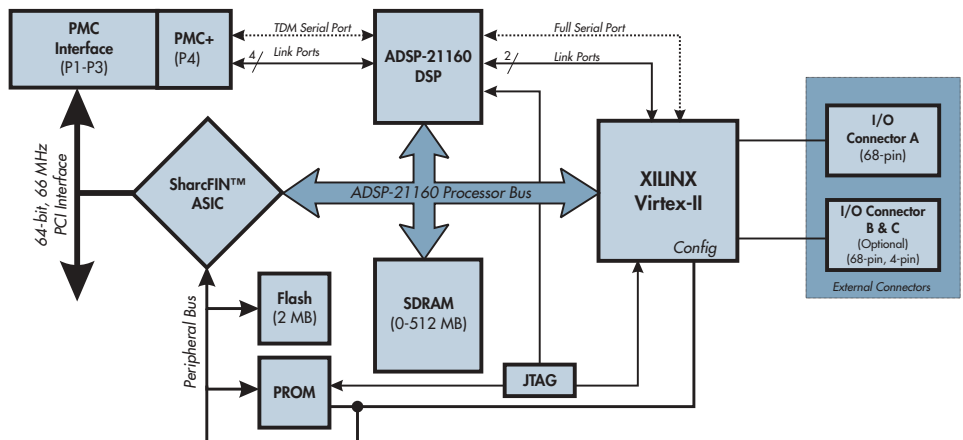 PMC
Interface
(P1-P3)
PMC+
(P4)
TDM Serial Port
4
Link Ports
ADSP-21160
DSP
Full Serial Port
2
Link Ports
64-bit, 66 MHz
PCI Interface
SharcFIN™
ASIC
ADSP-21160 Processor Bus
XILINX
Virtex-II
Config
I/O
Connector A
(68-pin)
I/O Connector
B & C
(Optional)
(68-pin, 4-pin)
External Connectors
Peripheral Bus
Flash
(2 MB)
SDRAM
(0-512 MB)
PROM
JTAG